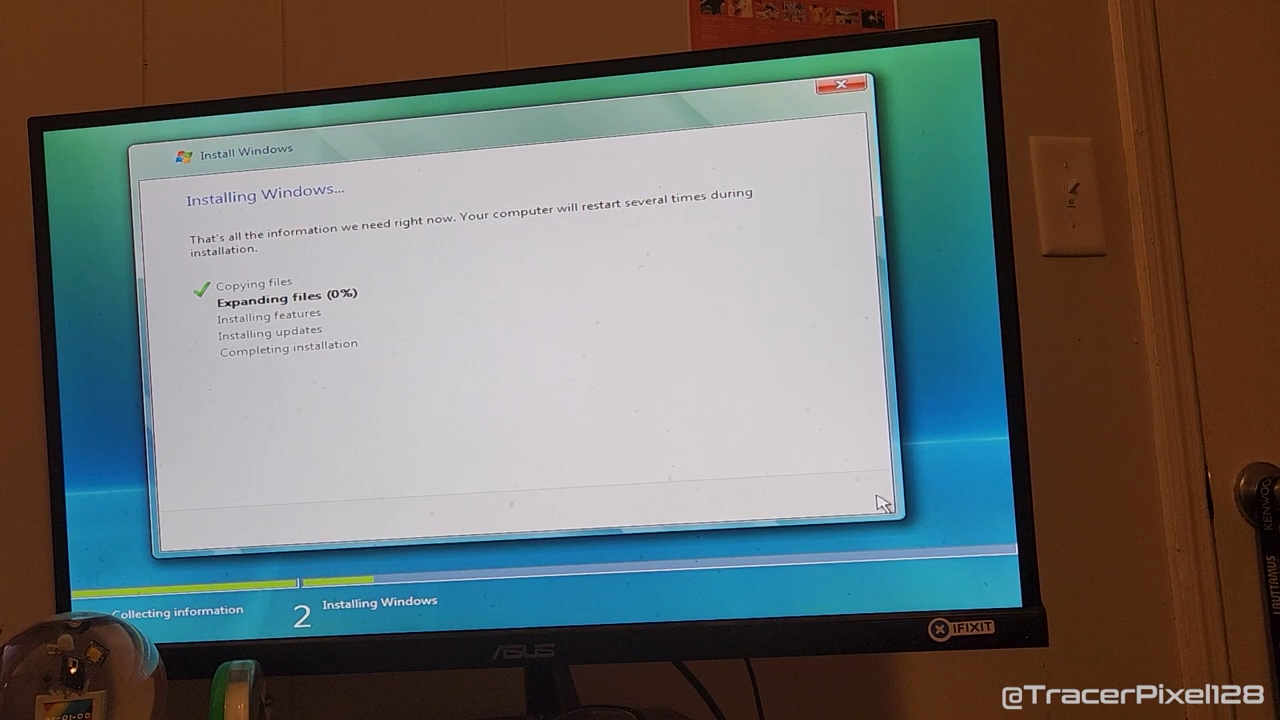 Install Windows
Installing Windows...
That's all the information we need right now. Your computer will restart several times during
installation.
Copying files
Expanding files (0%)
Installing features
Installing updates
Completing installation
Collecting information
2
Installing Windows
ASUS
IFIXIT
KENWOO
@TracerPixel128